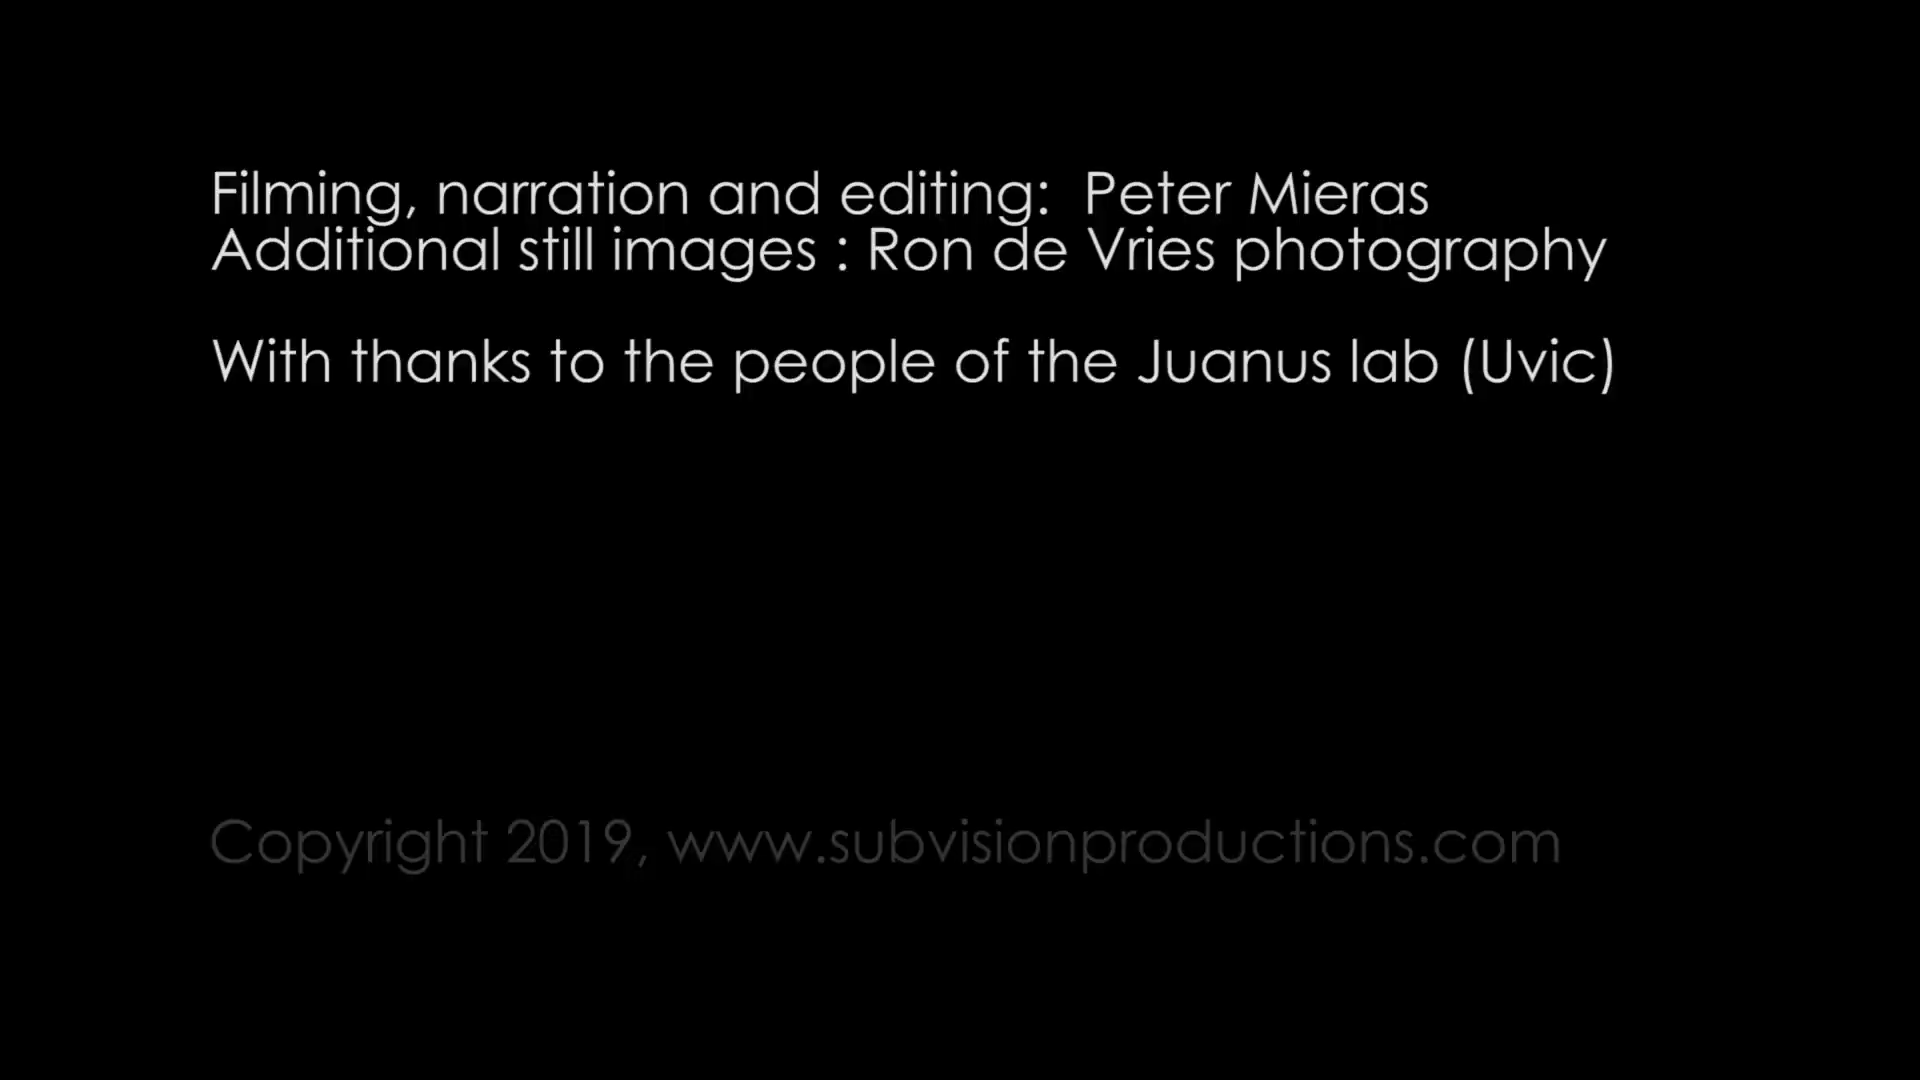 Filming, narration and editing:  Peter Mieras
Additional still images : Ron de Vries photography
With thanks to the people of the Juanus lab (Uvic)
Copyright 2019, www.subvisionproductions.com